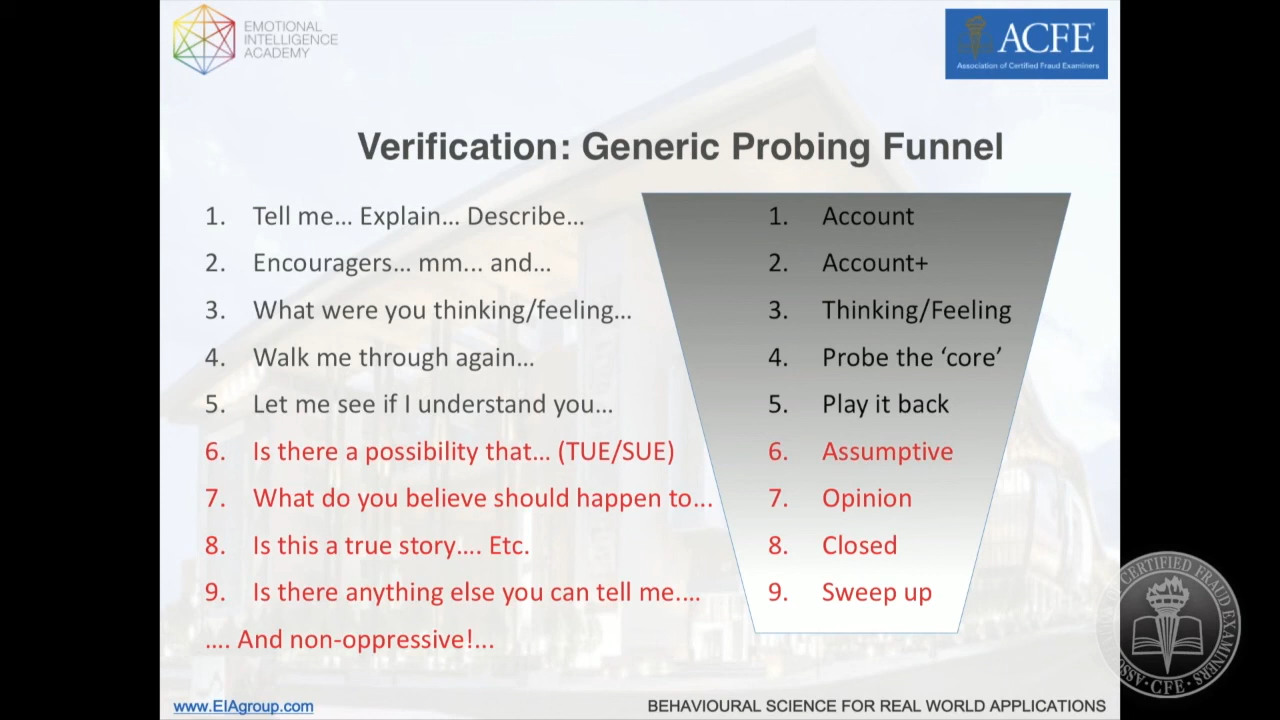 EMOTIONAL
INTELLIGENCE
ACADEMY
ACFE
Association of Certified Fraud Examiners
Verification: Generic Probing Funnel
1. Tell me... Explain... Describe...
2. Encouragers... mm... and...
3. What were you thinking/feeling...
4. Walk me through again...
5. Let me see if I understand you...
6. Is there a possibility that... (TUE/SUE)
7. What do you believe should happen to...
8. Is this a true story.... Etc.
9. Is there anything else you can tell me....
.... And non-oppressive!...
1. Account
2. Account+
3. Thinking/Feeling
4. Probe the ‘core’
5. Play it back
6. Assumptive
7. Opinion
8. Closed
9. Sweep up
www.EIAgroup.com
BEHAVIOURAL SCIENCE FOR REAL WORLD APPLICATIONS
CERTIFIED FRAUD EXAMINERS
CFE